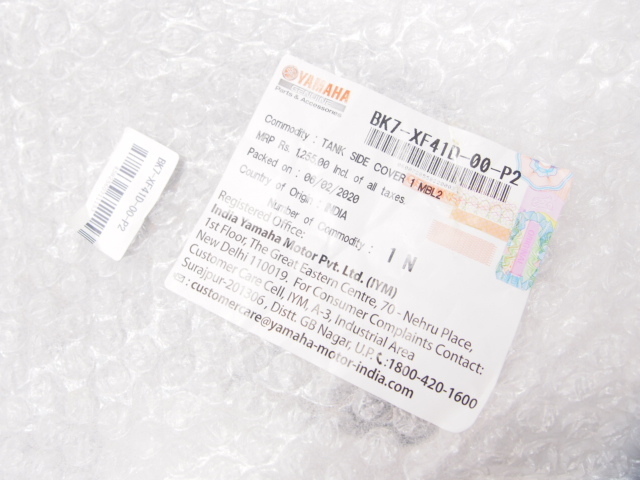 YAMAHA
Parts & Accessories
BK7-XF41D-00-P2
Commodity : TANK SIDE COVER 1 MBL2
MRP Rs. 1,255.00 Incl. of all taxes
Packed on : 06/02/2020
Country of Origin : INDIA
Number of Commodity : 1 N
Registered Office:
India Yamaha Motor Pvt. Ltd. (IYM)
1st Floor, The Great Eastern Centre, 70 - Nehru Place,
New Delhi 110019. For Consumer Complaints Contact:
Customer Care Cell, IYM, A-3, Industrial Area
Surajpur-201306, Distt. GB Nagar, U.P. :1800-420-1600
: customercare@yamaha-motor-india.com
BK7-XF41D-00-P2